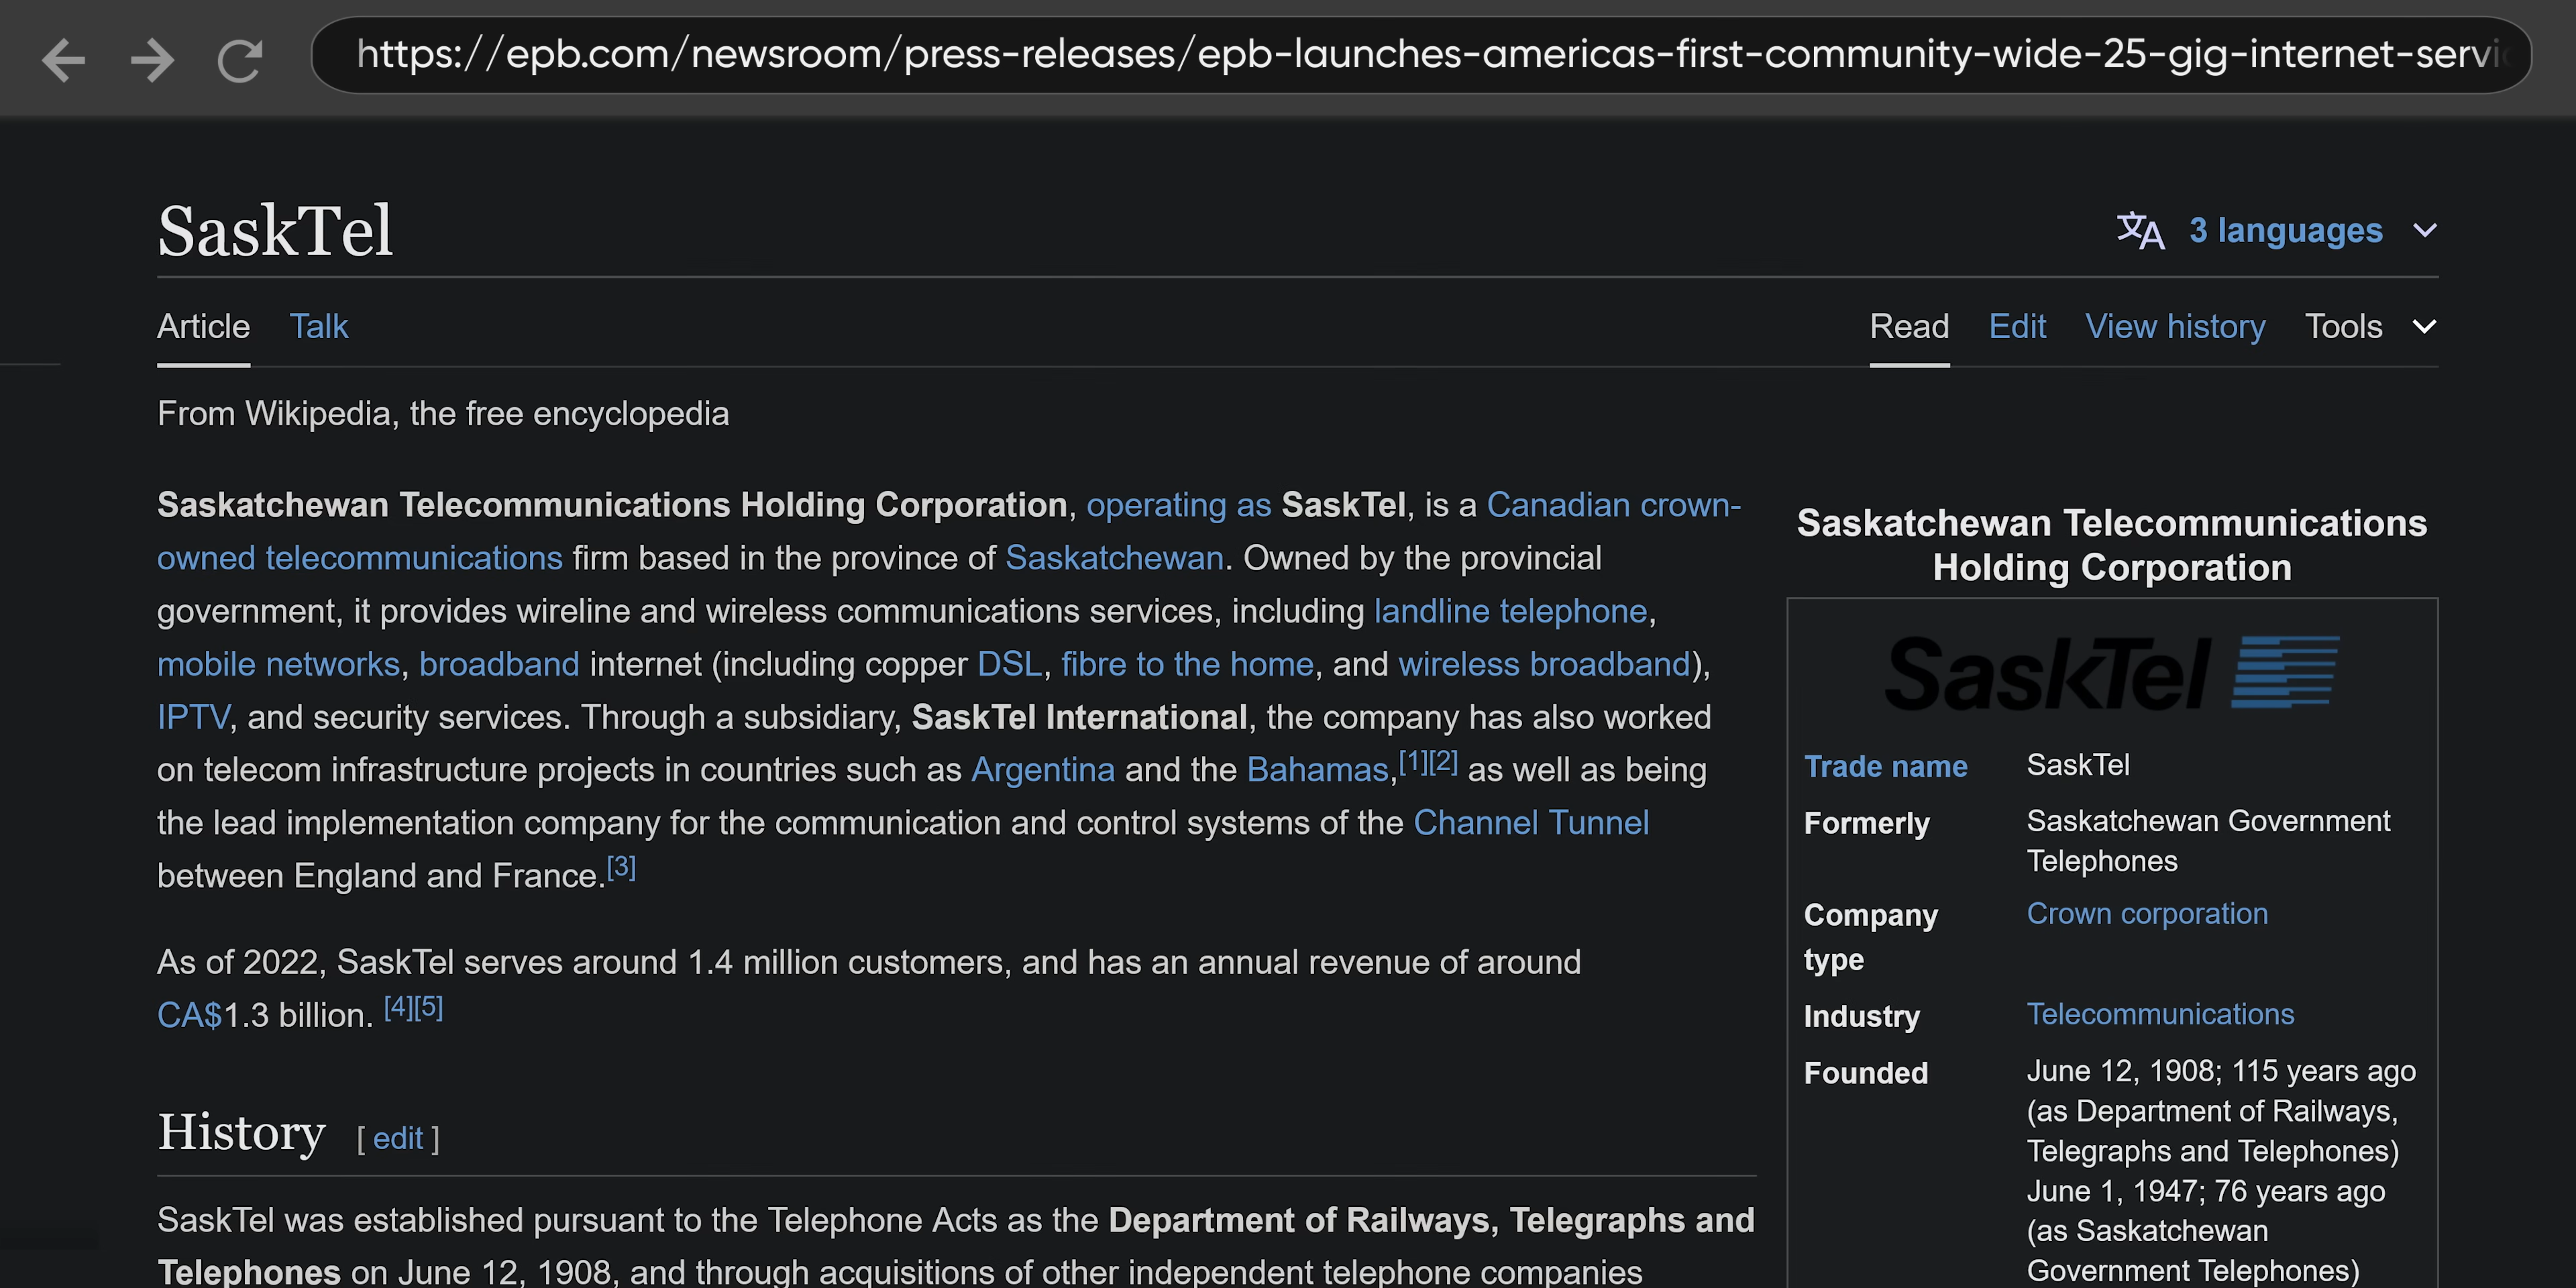 https://epb.com/newsroom/press-releases/epb-launches-americas-first-community-wide-25-gig-internet-servi
SaskTel
3 languages
Article Talk
Read Edit View history Tools
From Wikipedia, the free encyclopedia
Saskatchewan Telecommunications Holding Corporation, operating as SaskTel, is a Canadian crown-
owned telecommunications firm based in the province of Saskatchewan. Owned by the provincial
government, it provides wireline and wireless communications services, including landline telephone,
mobile networks, broadband internet (including copper DSL, fibre to the home, and wireless broadband),
IPTV, and security services. Through a subsidiary, SaskTel International, the company has also worked
on telecom infrastructure projects in countries such as Argentina and the Bahamas,[1][2] as well as being
the lead implementation company for the communication and control systems of the Channel Tunnel
between England and France.[3]
As of 2022, SaskTel serves around 1.4 million customers, and has an annual revenue of around
CA$1.3 billion. [4][5]
History [ edit ]
SaskTel was established pursuant to the Telephone Acts as the Department of Railways, Telegraphs and
Telephones on June 12, 1908, and through acquisitions of other independent telephone companies
Saskatchewan Telecommunications
Holding Corporation
SaskTel
Trade name SaskTel
Formerly Saskatchewan Government
Telephones
Company Crown corporation
type
Industry Telecommunications
Founded June 12, 1908; 115 years ago
(as Department of Railways,
Telegraphs and Telephones)
June 1, 1947; 76 years ago
(as Saskatchewan
Government Telephones)